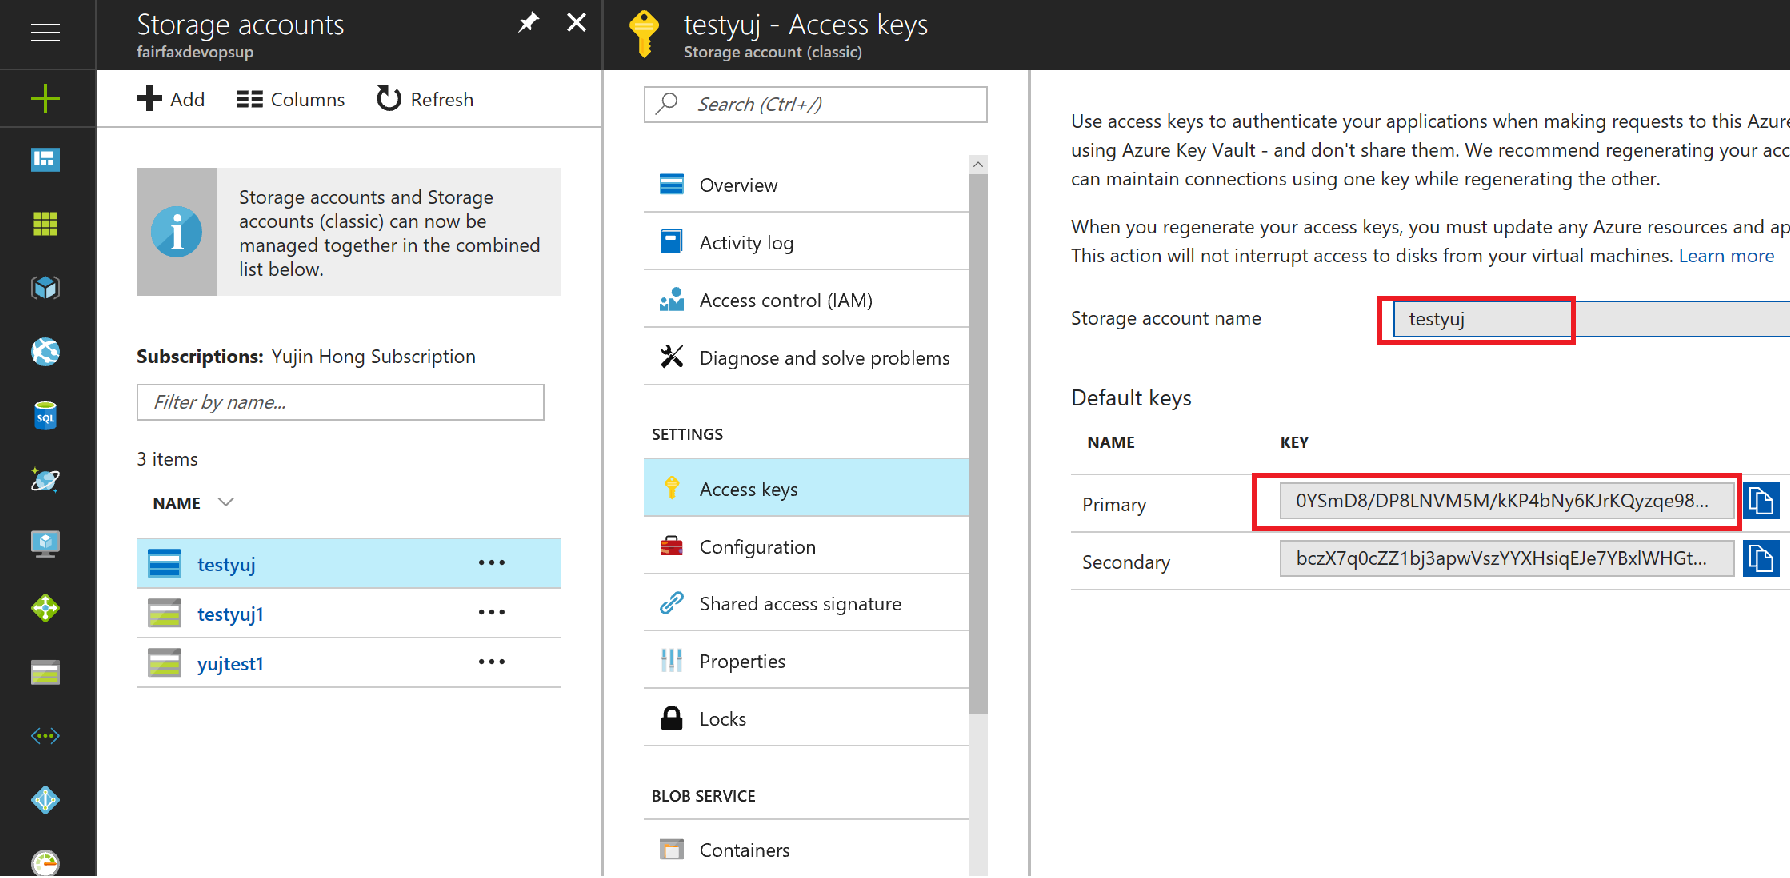 Storage accounts
fairfaxdevopsup
Add
Columns
Refresh
Storage accounts and Storage
accounts (classic) can now be
managed together in the combined
list below.
Subscriptions: Yujin Hong Subscription
Filter by name...
3 items
NAME
testyuj
testyuj1
yujtest1
testyuj - Access keys
Storage account (classic)
Search (Ctrl+/)
Overview
Activity log
Access control (IAM)
Diagnose and solve problems
SETTINGS
Access keys
Configuration
Shared access signature
Properties
Locks
BLOB SERVICE
Containers
Use access keys to authenticate your applications when making requests to this Azure
using Azure Key Vault - and don't share them. We recommend regenerating your acc
can maintain connections using one key while regenerating the other.
When you regenerate your access keys, you must update any Azure resources and ap
This action will not interrupt access to disks from your virtual machines. Learn more
Storage account name
testyuj
Default keys
NAME KEY
Primary 0YSmD8/DP8LNVM5M/kKP4bNy6KJrKQyzqe98...
Secondary bczX7q0cZZ1bj3apwVszYYXHsiqEJe7YBxlWHGt...
SQL